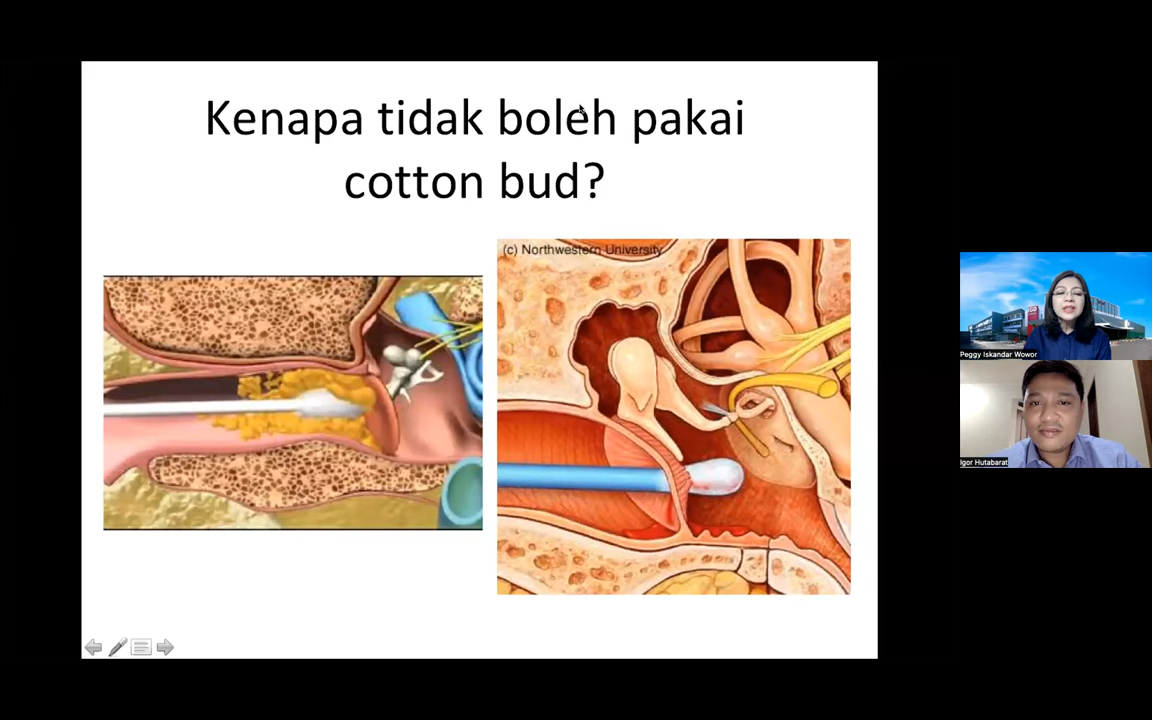 Kenapa tidak boleh pakai
cotton bud?
(c) Northwestern University
Peggy Iskandar Wowor
Igor Hutabarat